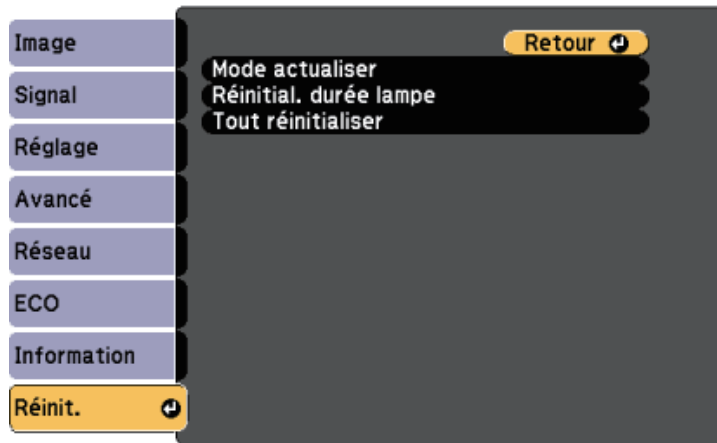 Image
Signal
Réglage
Avancé
Réseau
ECO
Information
Réinit.
Retour
Mode actualiser
Réinitial. durée lampe
Tout réinitialiser